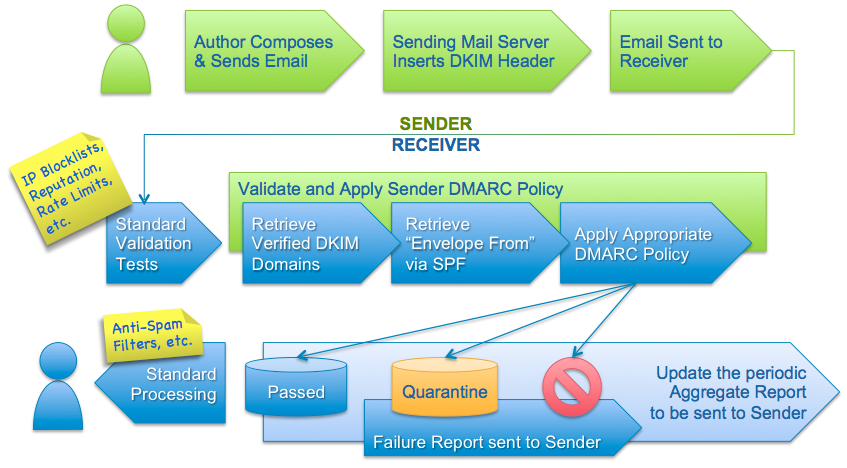 Author Composes
& Sends Email
Sending Mail Server
Inserts DKIM Header
Email Sent to
Receiver
SENDER
RECEIVER
IP Blocklists,
Reputation,
Rate Limits,
etc.
Validate and Apply Sender DMARC Policy
Standard
Validation
Tests
Retrieve
Verified DKIM
Domains
Retrieve
“Envelope From”
via SPF
Apply Appropriate
DMARC Policy
Anti-Spam
Filters, etc.
Standard
Processing
Passed
Quarantine
Update the periodic
Aggregate Report
to be sent to Sender
Failure Report sent to Sender